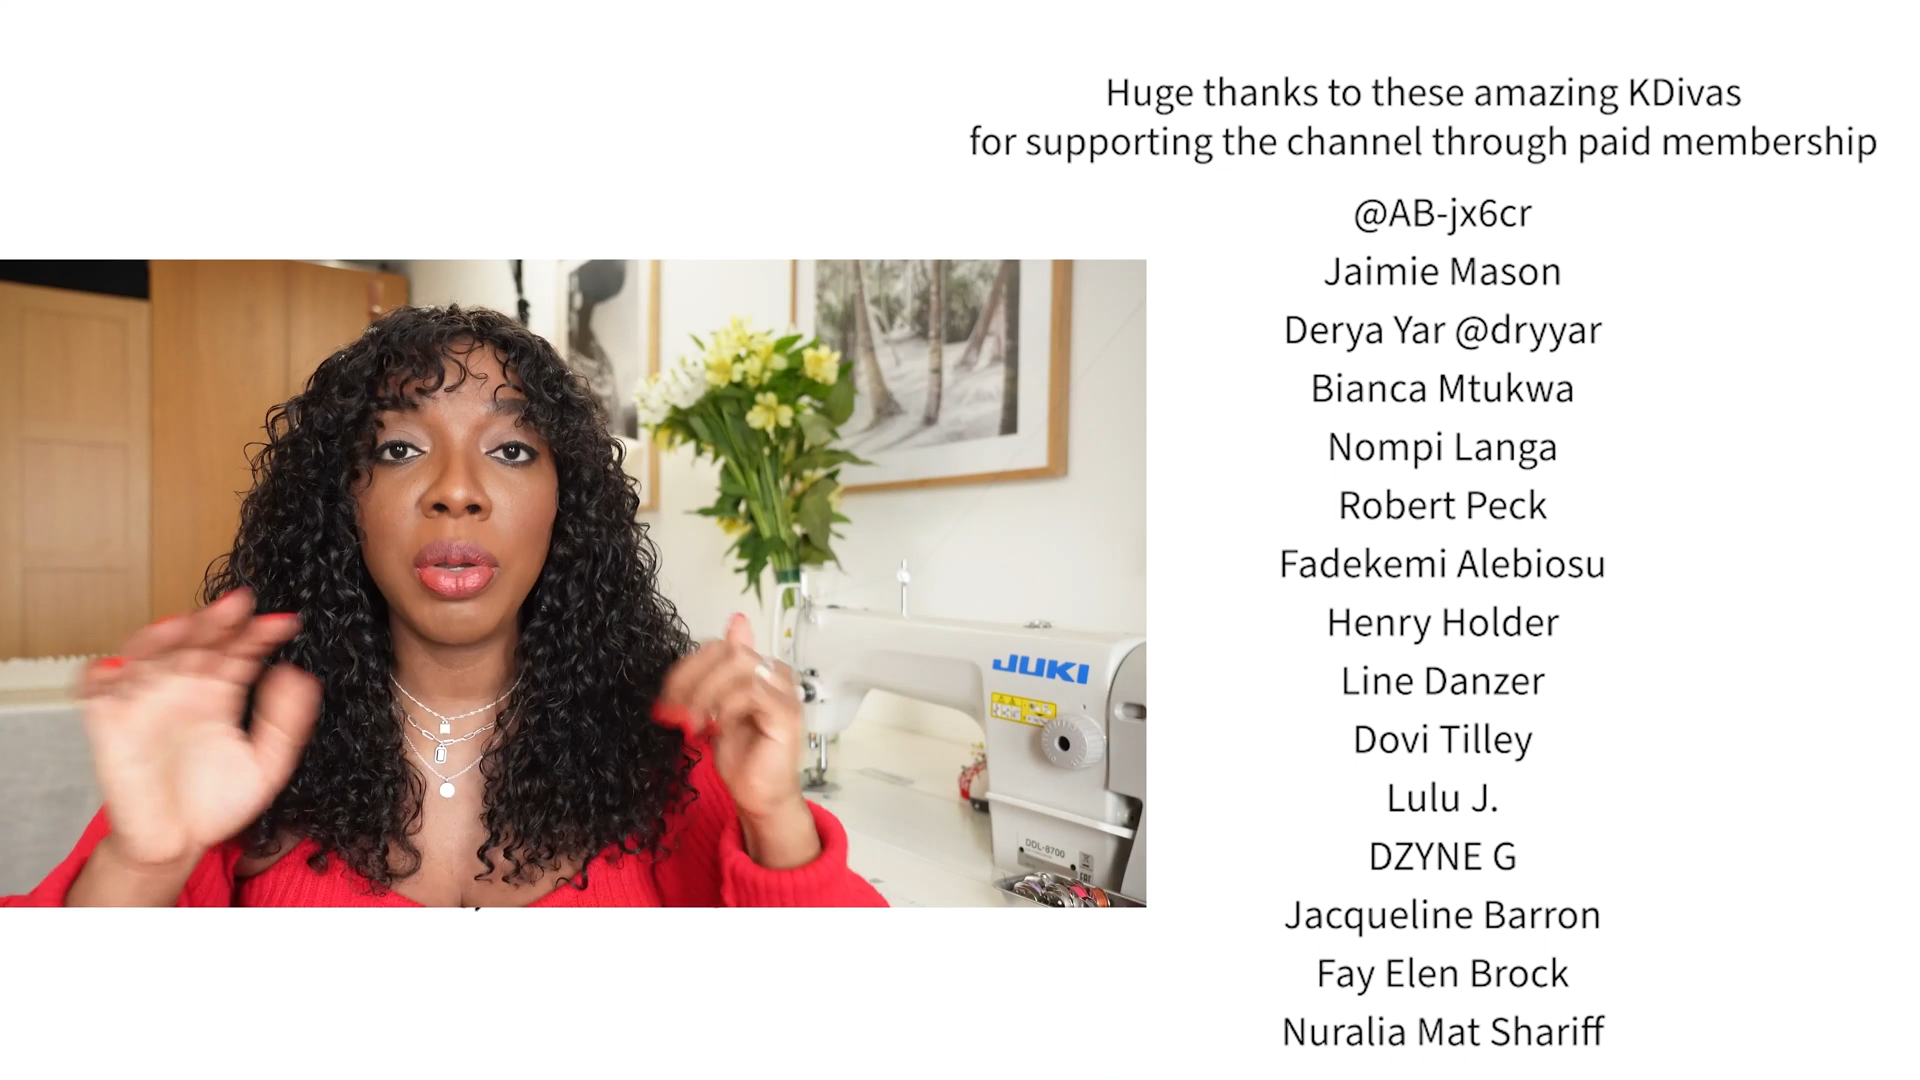 Huge thanks to these amazing KDivas
for supporting the channel through paid membership
@AB-jx6cr
Jaimie Mason
Derya Yar @dryyar
Bianca Mtukwa
Nompi Langa
Robert Peck
Fadekemi Alebiosu
Henry Holder
Line Danzer
Dovi Tilley
Lulu J.
DZYNE G
Jacqueline Barron
Fay Elen Brock
Nuralia Mat Shariff
JUKI
DDL-8700